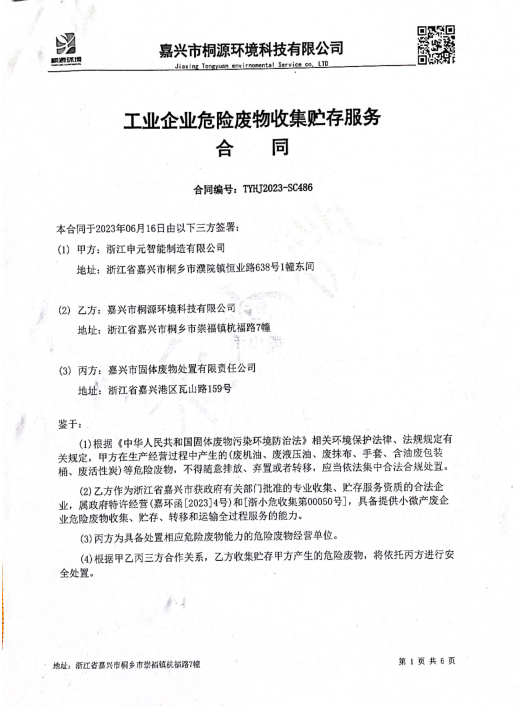 桐源环境
嘉兴市桐源环境科技有限公司
Jiaxing Tongyuan envirnomental Service co, LTD
工业企业危险废物收集贮存服务
合 同
合同编号：TYHJ2023-SC486
本合同于2023年06月16日由以下三方签署：
(1) 甲方：浙江申元智能制造有限公司
地址：浙江省嘉兴市桐乡市濮院镇恒业路638号1幢东间
(2) 乙方：嘉兴市桐源环境科技有限公司
地址：浙江省嘉兴市桐乡市崇福镇杭福路7幢
(3) 丙方：嘉兴市固体废物处置有限责任公司
地址：浙江省嘉兴港区瓦山路159号
鉴于：
(1)根据《中华人民共和国固体废物污染环境防治法》相关环境保护法律、法规规定有
关规定，甲方在生产经营过程中产生的(废机油、废液压油、废抹布、手套、含油废包装
桶、废活性炭)等危险废物，不得随意排放、弃置或者转移，应当依法集中合法合规处置。
(2)乙方作为浙江省嘉兴市获政府有关部门批准的专业收集、贮存服务资质的合法企
业，属政府特许经营(嘉环函[2023]4号)和[浙小危收集第00050号]，具备提供小微产废企
业危险废物收集、贮存、转移和运输全过程服务的能力。
(3)丙方为具备处置相应危险废物能力的危险废物经营单位。
(4)根据甲乙丙三方合作关系，乙方收集贮存甲方产生的危险废物，将依托丙方进行安
全处置。
地址：浙江省嘉兴市桐乡市崇福镇杭福路7幢
第 1 页 共 6 页